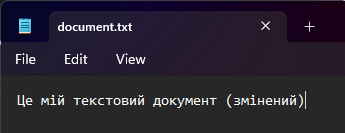 document.txt
File Edit View
Це мій текстовий документ (змінений)